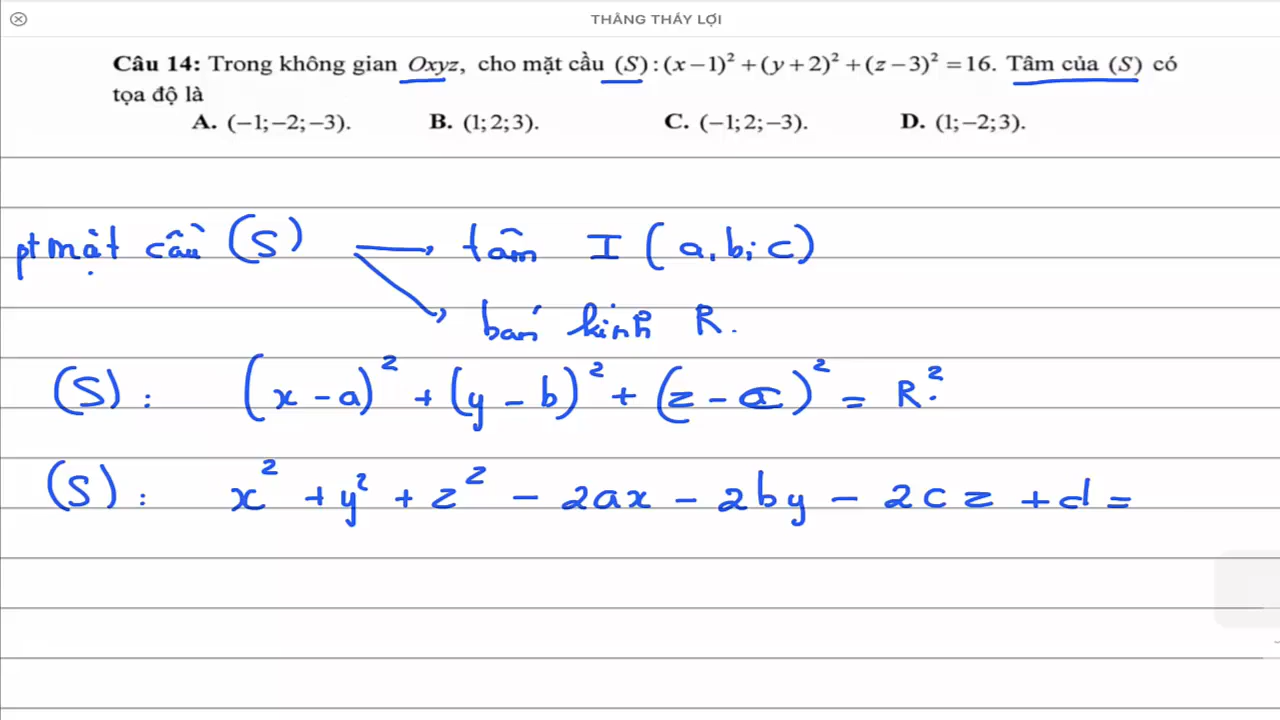 THẦNG THẦY LỢI
Câu 14: Trong không gian Oxyz, cho mặt cầu (S) : (x − 1)² + (y + 2)² + (z − 3)² = 16. Tâm của (S) có
tọa độ là
A. (−1; −2; −3). B. (1; 2; 3). C. (−1; 2; −3). D. (1; −2; 3).
pt mặt cầu (S) → tâm I (a, b; c)
→ bán kính R.
(S) : (x − a)² + (y − b)² + (z − c)² = R².
(S) : x² + y² + z² − 2ax − 2by − 2cz + d =